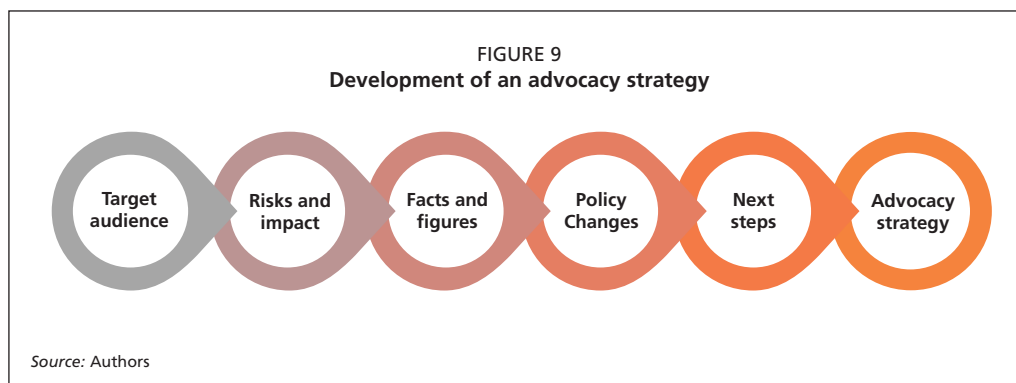 FIGURE 9
Development of an advocacy strategy
Target
audience
Risks and
impact
Facts and
figures
Policy
Changes
Next
steps
Advocacy
strategy
Source: Authors